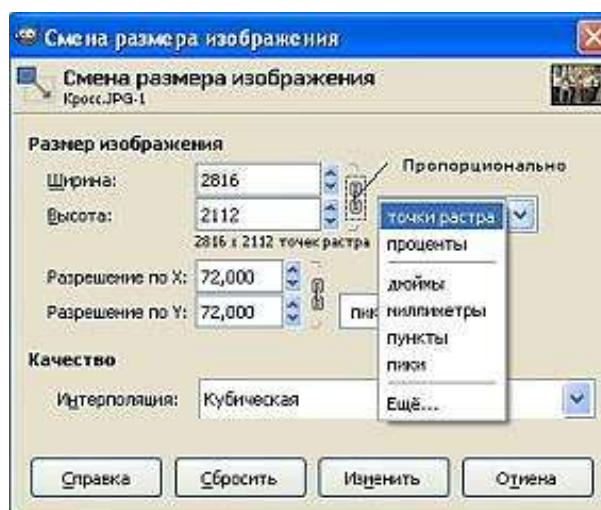 Смена размера изображения
Смена размера изображения
Кросс.JPG-1
Размер изображения
Ширина: 2816
Пропорционально
Высота: 2112
точки растра
2816 x 2112 точек растра
проценты
дюймы
Разрешение по X: 72,000
миллиметры
Разрешение по Y: 72,000
пик
пункты
пики
Качество
Интерполяция: Кубическая
Ещё...
Справка Сбросить Изменить Отмена